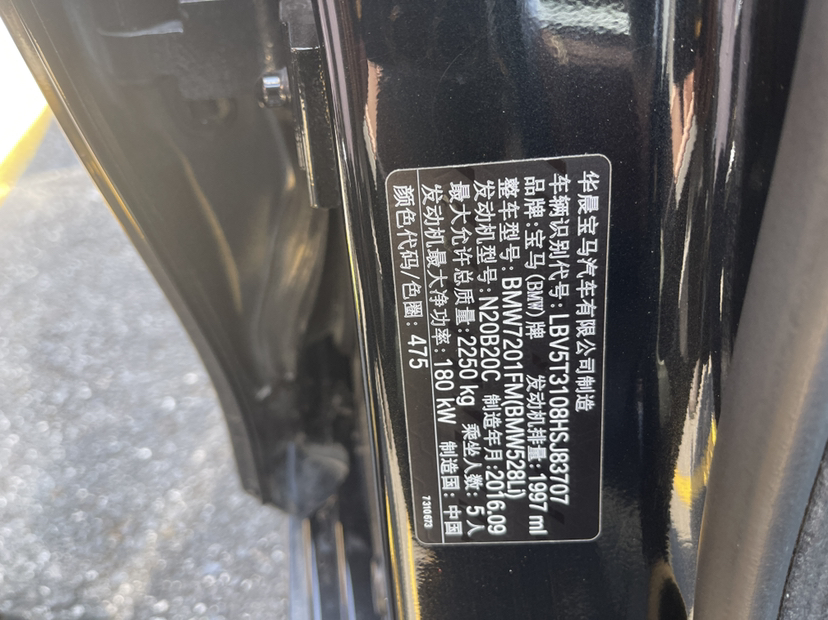 华晨宝马汽车有限公司制造
车辆识别代号: LBV5T3108HSJ83707
品牌: 宝马(BMW)牌 发动机排量: 1997 ml
整车型号: BMW7201FM(BMW528Li)
发动机型号: N20B20C 制造年月: 2016.09
最大允许总质量: 2250 kg 乘坐人数: 5人
发动机最大净功率: 180 kW 制造国: 中国
颜色代码/色圈: 475
7 310 673